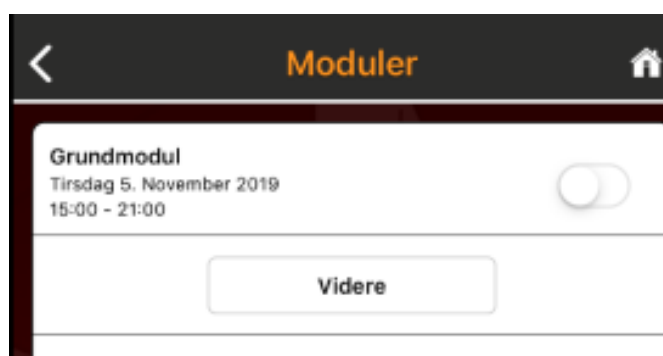 Moduler
Grundmodul
Tirsdag 5. November 2019
15:00 - 21:00
Videre